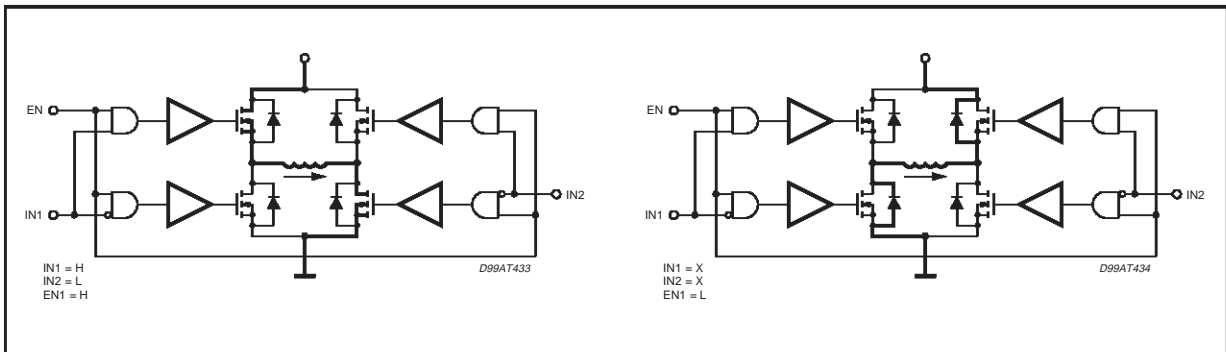 EN
IN1
IN2
IN1 = H
IN2 = L
EN1 = H
D99AT433
EN
IN1
IN2
IN1 = X
IN2 = X
EN1 = L
D99AT434